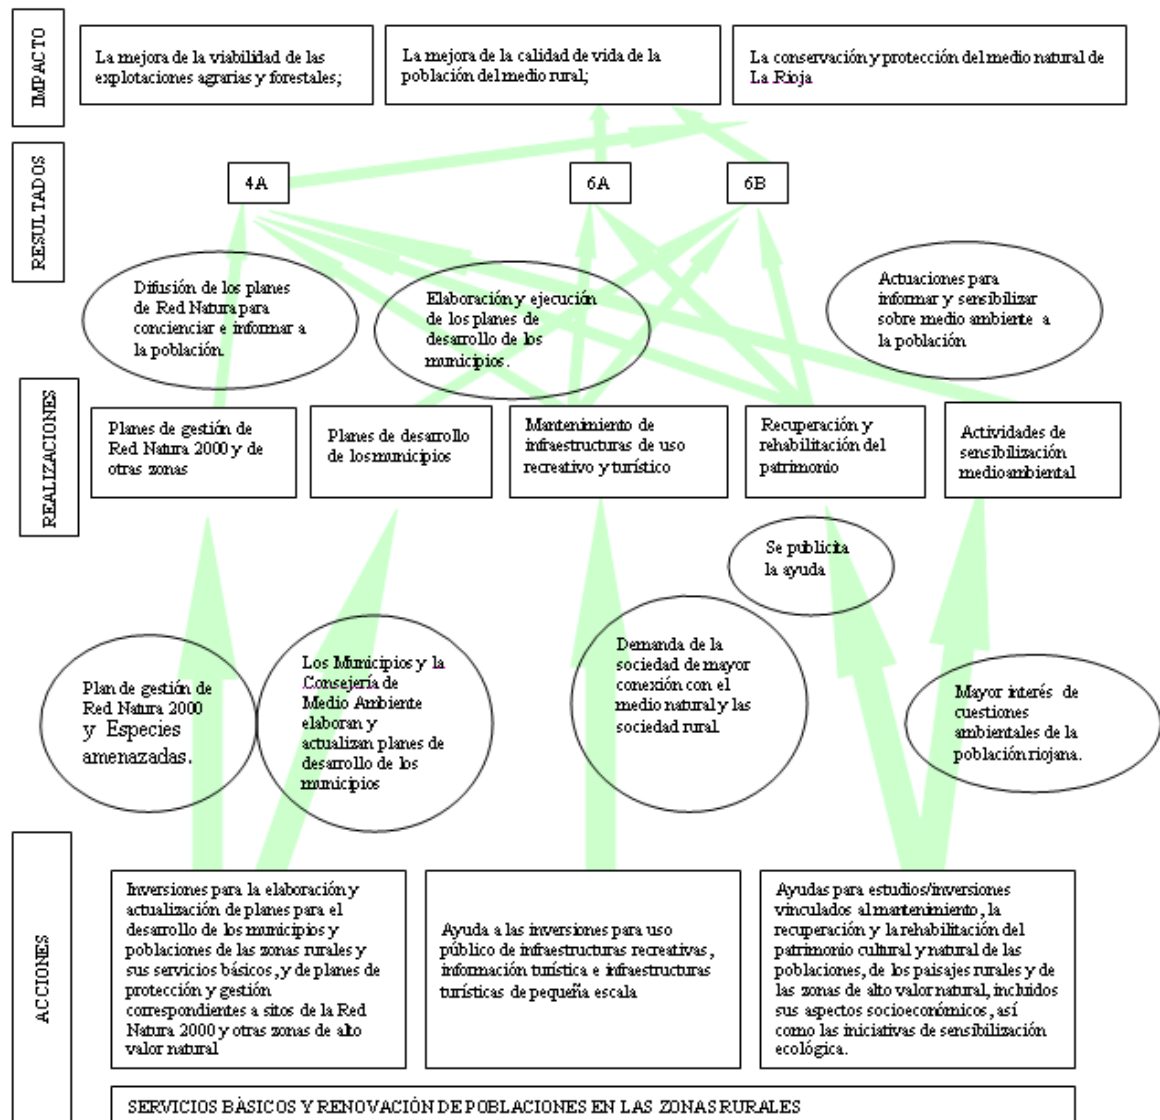 IMPACTO
La mejora de la viabilidad de las
explotaciones agrarias y forestales;
La mejora de la calidad de vida de la
población del medio rural;
La conservación y protección del medio natural de
La Rioja
RESULTADOS
4A
6A
6B
Difusión de los planes
de Red Natura para
concienciar e informar a
la población.
Elaboración y ejecución
de los planes de
desarrollo de los
municipios.
Actuaciones para
informar y sensibilizar
sobre medio ambiente a
la población
REALIZACIONES
Planes de gestión de
Red Natura 2000 y de
otras zonas
Planes de desarrollo
de los municipios
Mantenimiento de
infraestructuras de uso
recreativo y turístico
Recuperación y
rehabilitación del
patrimonio
Actividades de
sensibilización
medioambiental
Se publicita
la ayuda
Plan de gestión de
Red Natura 2000
y Especies
amenazadas.
Los Municipios y la
Consejería de
Medio Ambiente
elaboran y
actualizan planes de
desarrollo de los
municipios
Demanda de la
sociedad de mayor
conexión con el
medio natural y las
sociedad rural.
Mayor interés de
cuestiones
ambientales de la
población riojana.
ACCIONES
Inversiones para la elaboración y
actualización de planes para el
desarrollo de los municipios y
poblaciones de las zonas rurales y
sus servicios básicos, y de planes de
protección y gestión
correspondientes a sitos de la Red
Natura 2000 y otras zonas de alto
valor natural
Ayuda a las inversiones para uso
público de infraestructuras recreativas,
información turística e infraestructuras
turísticas de pequeña escala
Ayudas para estudios/inversiones
vinculados al mantenimiento, la
recuperación y la rehabilitación del
patrimonio cultural y natural de las
poblaciones, de los paisajes rurales y de
las zonas de alto valor natural, incluidos
sus aspectos socioeconómicos, así
como las iniciativas de sensibilización
ecológica.
SERVICIOS BÁSICOS Y RENOVACIÓN DE POBLACIONES EN LAS ZONAS RURALES